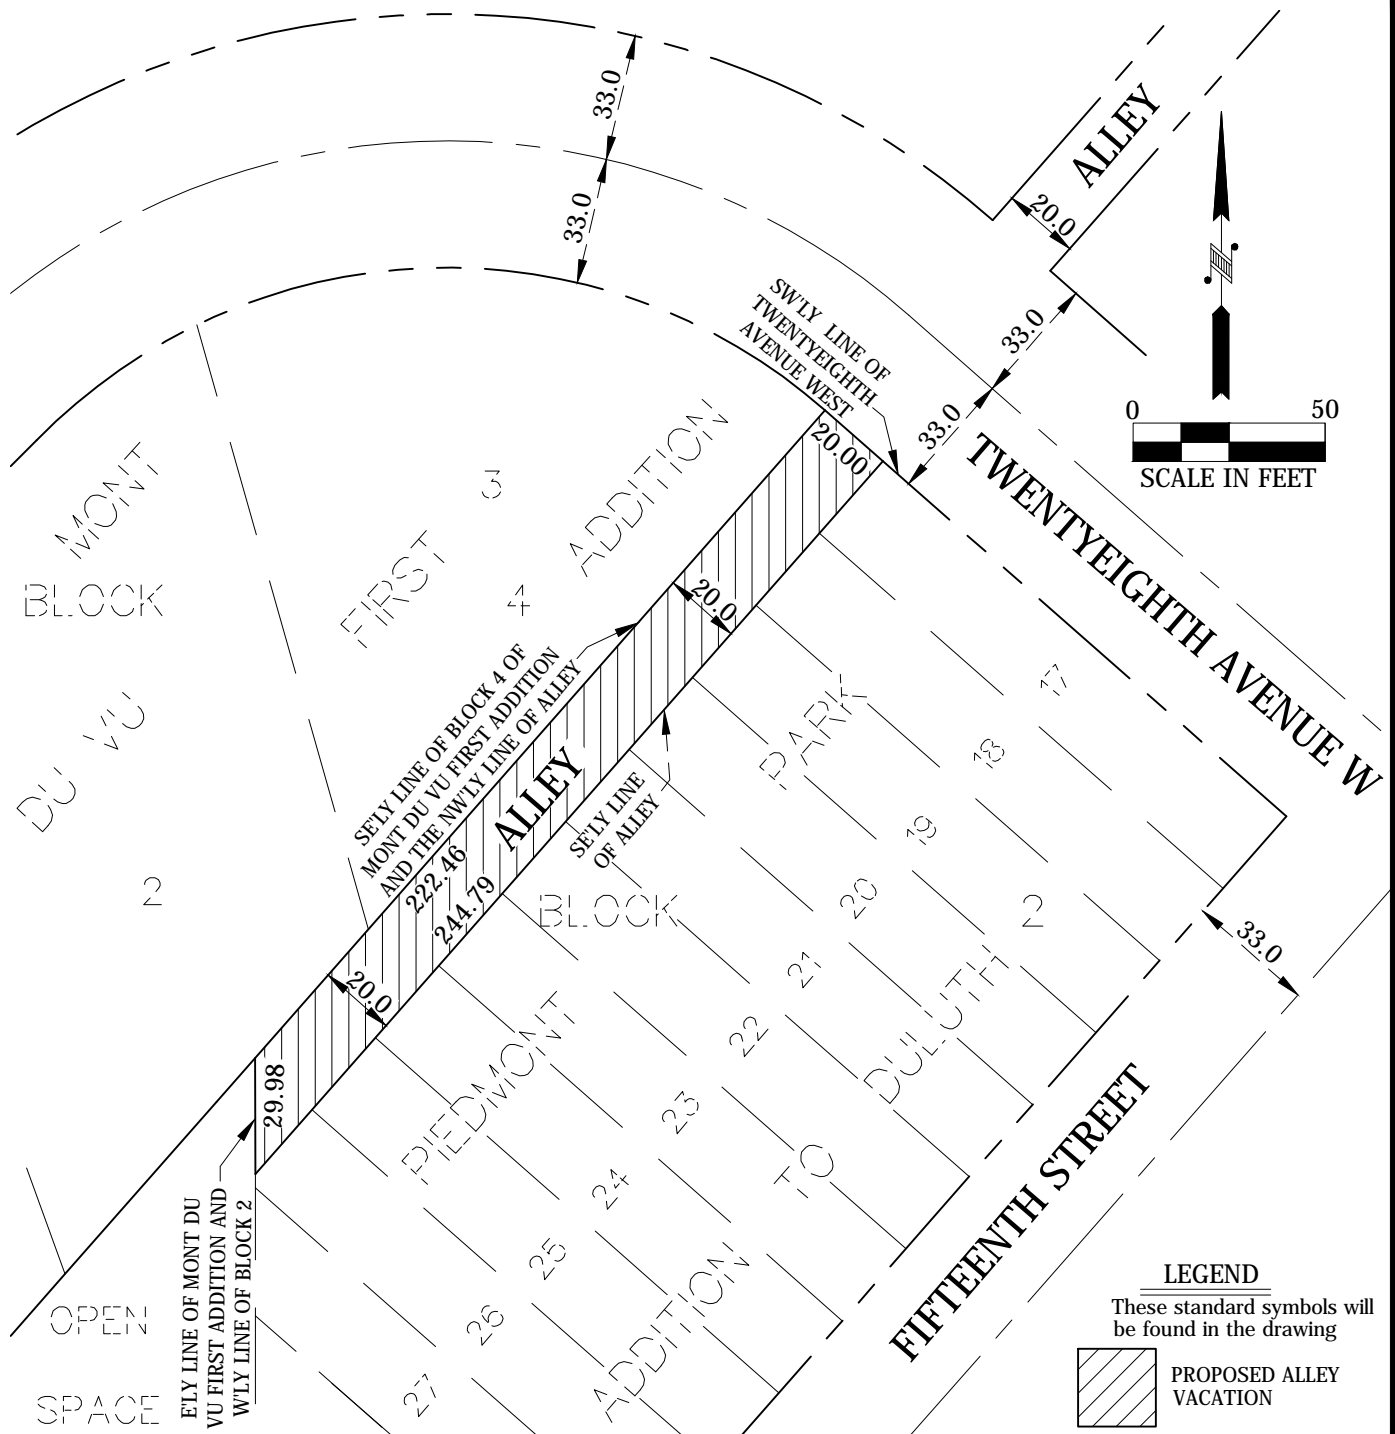 33.0
33.0
ALLEY
20.0
33.0
33.0
SW'LY LINE OF
TWENTYEIGHTH
AVENUE WEST
0 50
SCALE IN FEET
TWENTYEIGHTH AVENUE W
20.00
20.0
MONT
DU VU
FIRST
ADDITION
BLOCK
3
4
2
SE'LY LINE OF BLOCK 4 OF
MONT DU VU FIRST ADDITION
AND THE NW'LY LINE OF ALLEY
ALLEY
222.46
244.79
SE'LY LINE
OF ALLEY
20.0
29.98
E'LY LINE OF MONT DU
VU FIRST ADDITION AND
W'LY LINE OF BLOCK 2
OPEN
SPACE
PIEDMONT
PARK
ADDITION
TO
DULUTH
BLOCK
2
17
18
19
20
21
22
23
24
25
26
27
33.0
FIFTEENTH STREET
LEGEND
These standard symbols will
be found in the drawing
PROPOSED ALLEY
VACATION